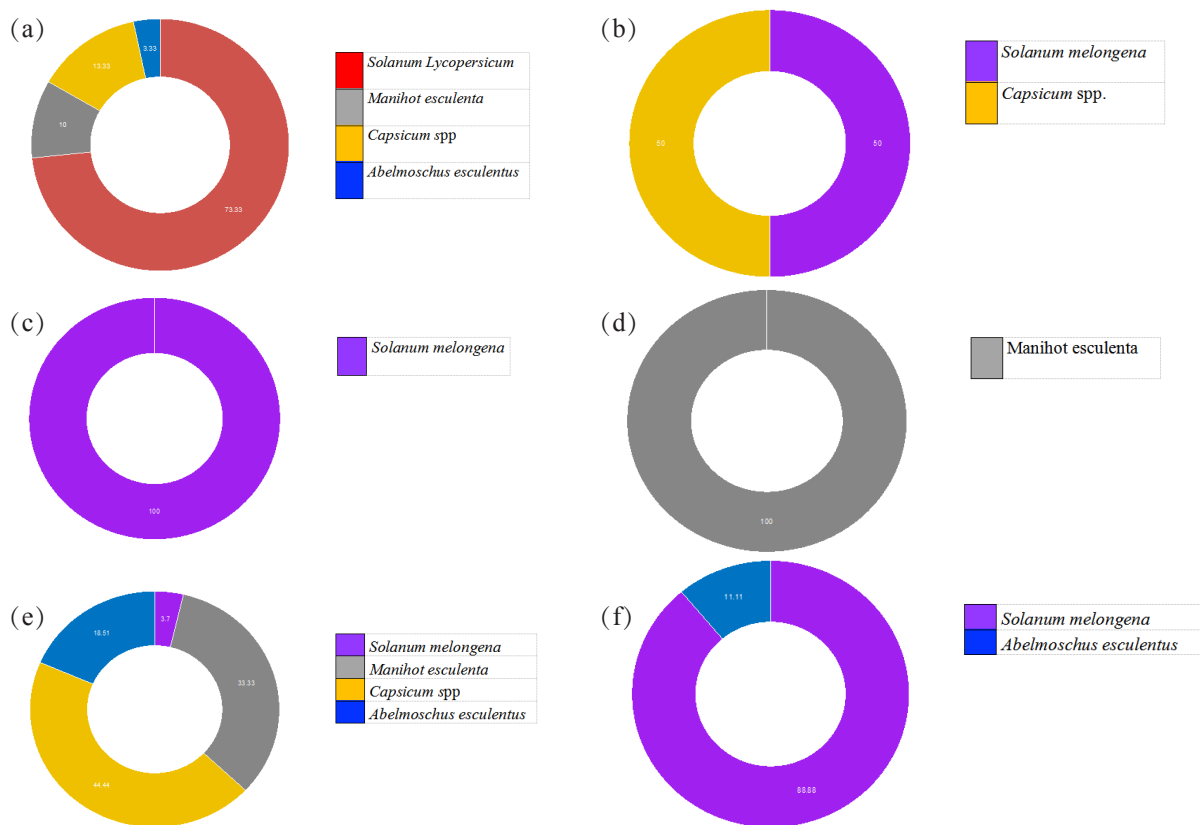 (a)
3.33
13.33
10
73.33
Solanum Lycopersicum
Manihot esculenta
Capsicum spp
Abelmoschus esculentus
(b)
50
50
Solanum melongena
Capsicum spp.
(c)
100
Solanum melongena
(d)
100
Manihot esculenta
(e)
18.51
3.7
33.33
44.44
Solanum melongena
Manihot esculenta
Capsicum spp
Abelmoschus esculentus
(f)
11.11
88.88
Solanum melongena
Abelmoschus esculentus